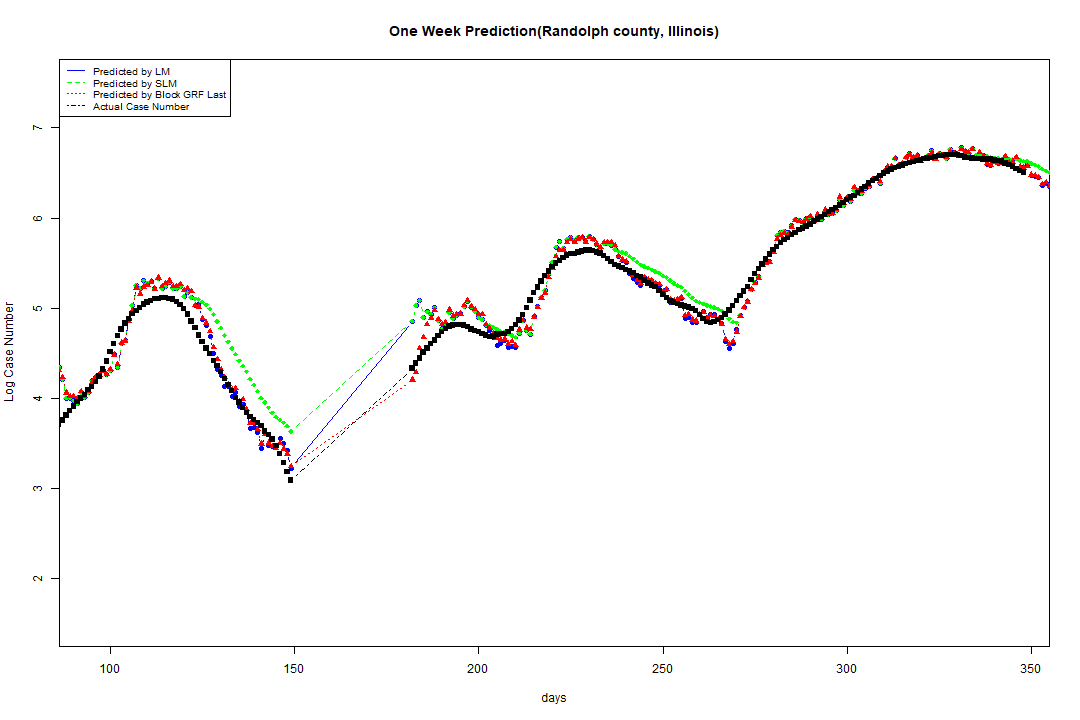 One Week Prediction(Randolph county, Illinois)
Predicted by LM
Predicted by SLM
Predicted by Block GRF Last
Actual Case Number
Log Case Number
7
6
5
4
3
2
100 150 200 250 300 350
days